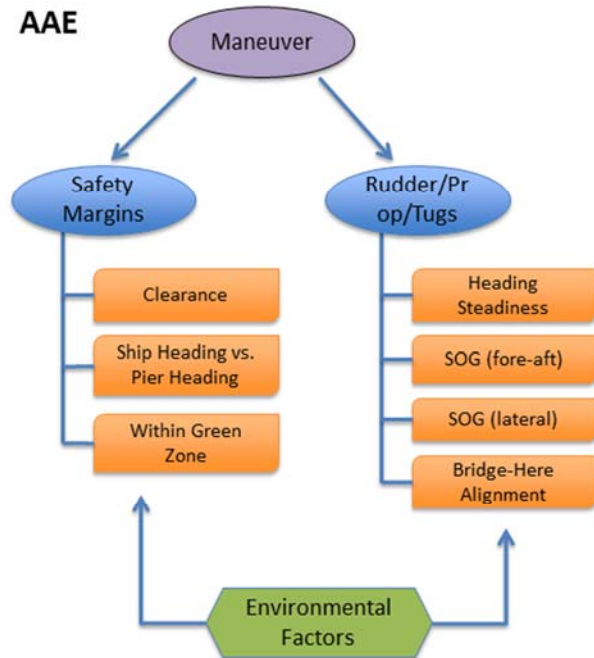 AAE
Maneuver
Safety
Margins
Clearance
Ship Heading vs.
Pier Heading
Within Green
Zone
Rudder/Pr
op/Tugs
Heading
Steadiness
SOG (fore-aft)
SOG (lateral)
Bridge-Here
Alignment
Environmental
Factors